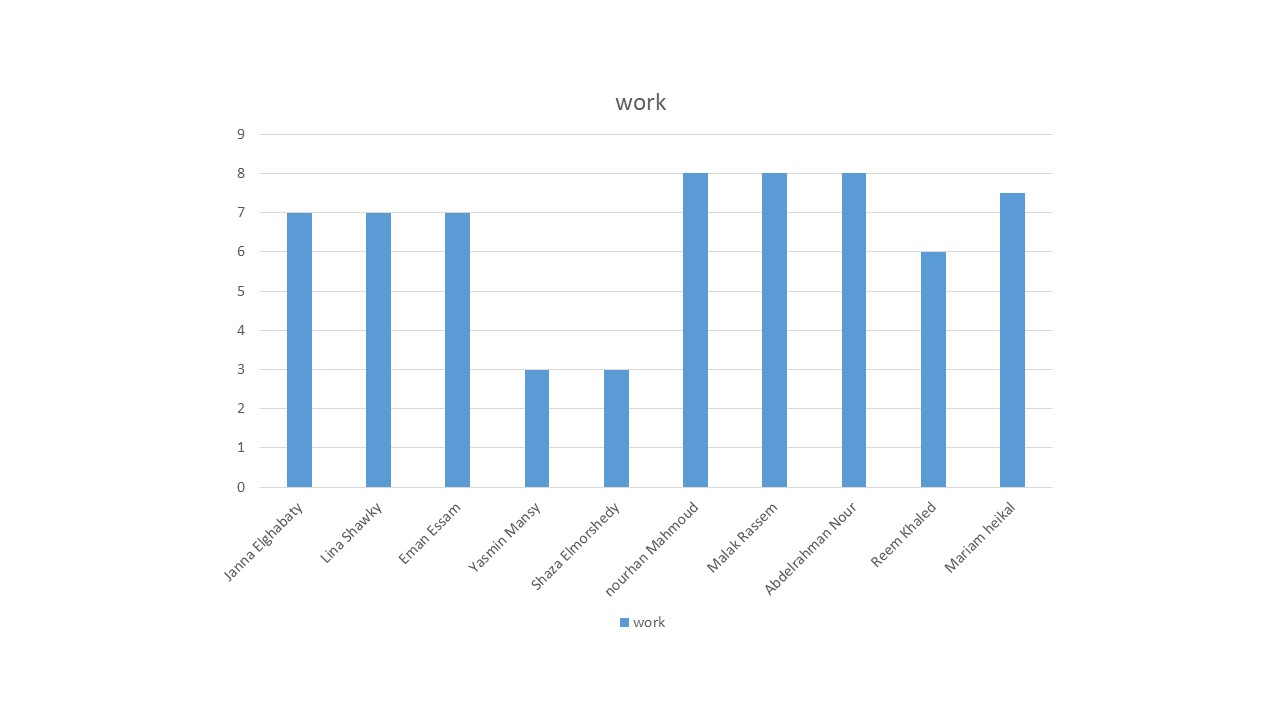 work
9
8
7
6
5
4
3
2
1
0
Janna Elghabaty
Lina Shawky
Eman Essam
Yasmin Mansy
Shaza Elmorshedy
nourhan Mahmoud
Malak Rassem
Abdelrahman Nour
Reem Khaled
Mariam heikal
work